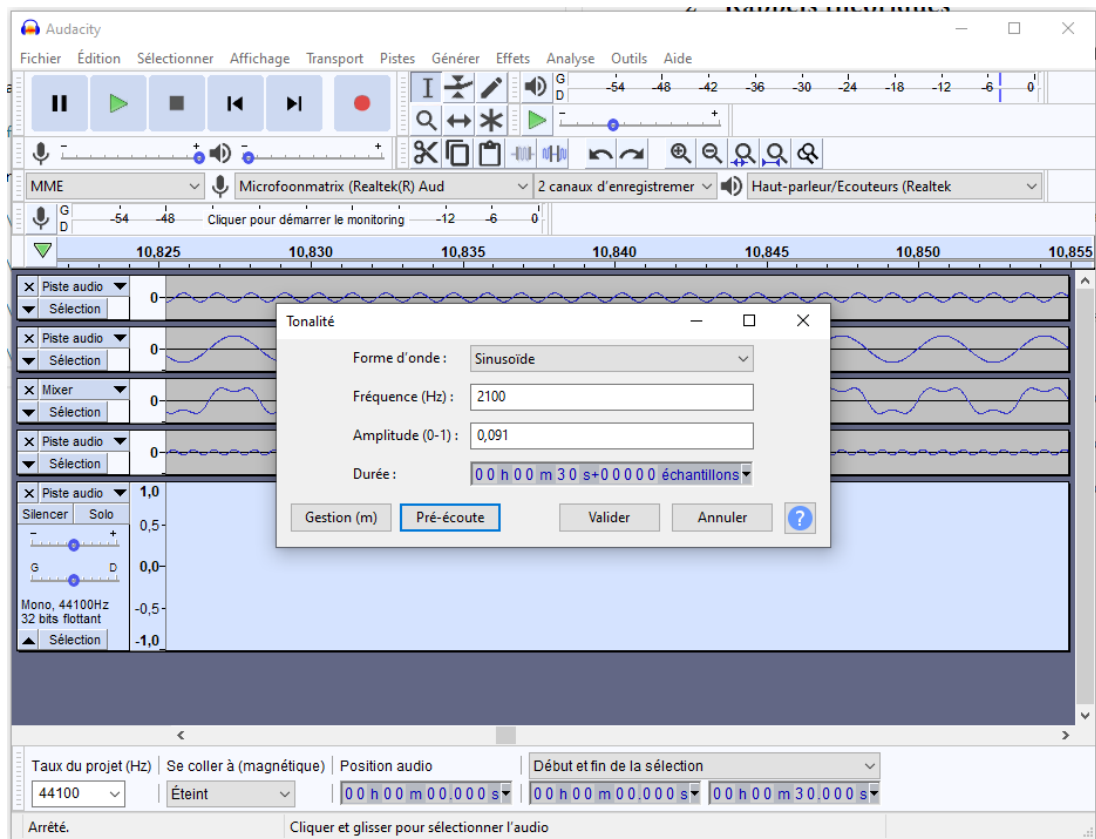 2 Rappels théoriques
Audacity
Fichier Édition Sélectionner Affichage Transport Pistes Générer Effets Analyse Outils Aide
G
D
-54 -48 -42 -36 -30 -24 -18 -12 -6 0
- +
- + - +
MME Microfoonmatrix (Realtek(R) Aud 2 canaux d'enregistremer Haut-parleur/Ecouteurs (Realtek
G
D
-54 -48 Cliquer pour démarrer le monitoring -12 -6 0
10,825 10,830 10,835 10,840 10,845 10,850 10,855
Piste audio
0
Sélection
Piste audio
0
Sélection
Mixer
0
Sélection
Piste audio
0
Sélection
Tonalité
Forme d'onde : Sinusoïde
Fréquence (Hz) : 2100
Amplitude (0-1) : 0,091
Durée : 00 h 00 m 30 s+00000 échantillons
Gestion (m) Pré-écoute Valider Annuler ?
Piste audio 1,0
Silencer Solo
0,5
- +
G D 0,0
Mono, 44100Hz
32 bits flottant
-0,5
Sélection -1,0
Taux du projet (Hz) Se coller à (magnétique) Position audio Début et fin de la sélection
44100 Éteint 00 h 00 m 00.000 s 00 h 00 m 00.000 s 00 h 00 m 30.000 s
Arrêté. Cliquer et glisser pour sélectionner l'audio